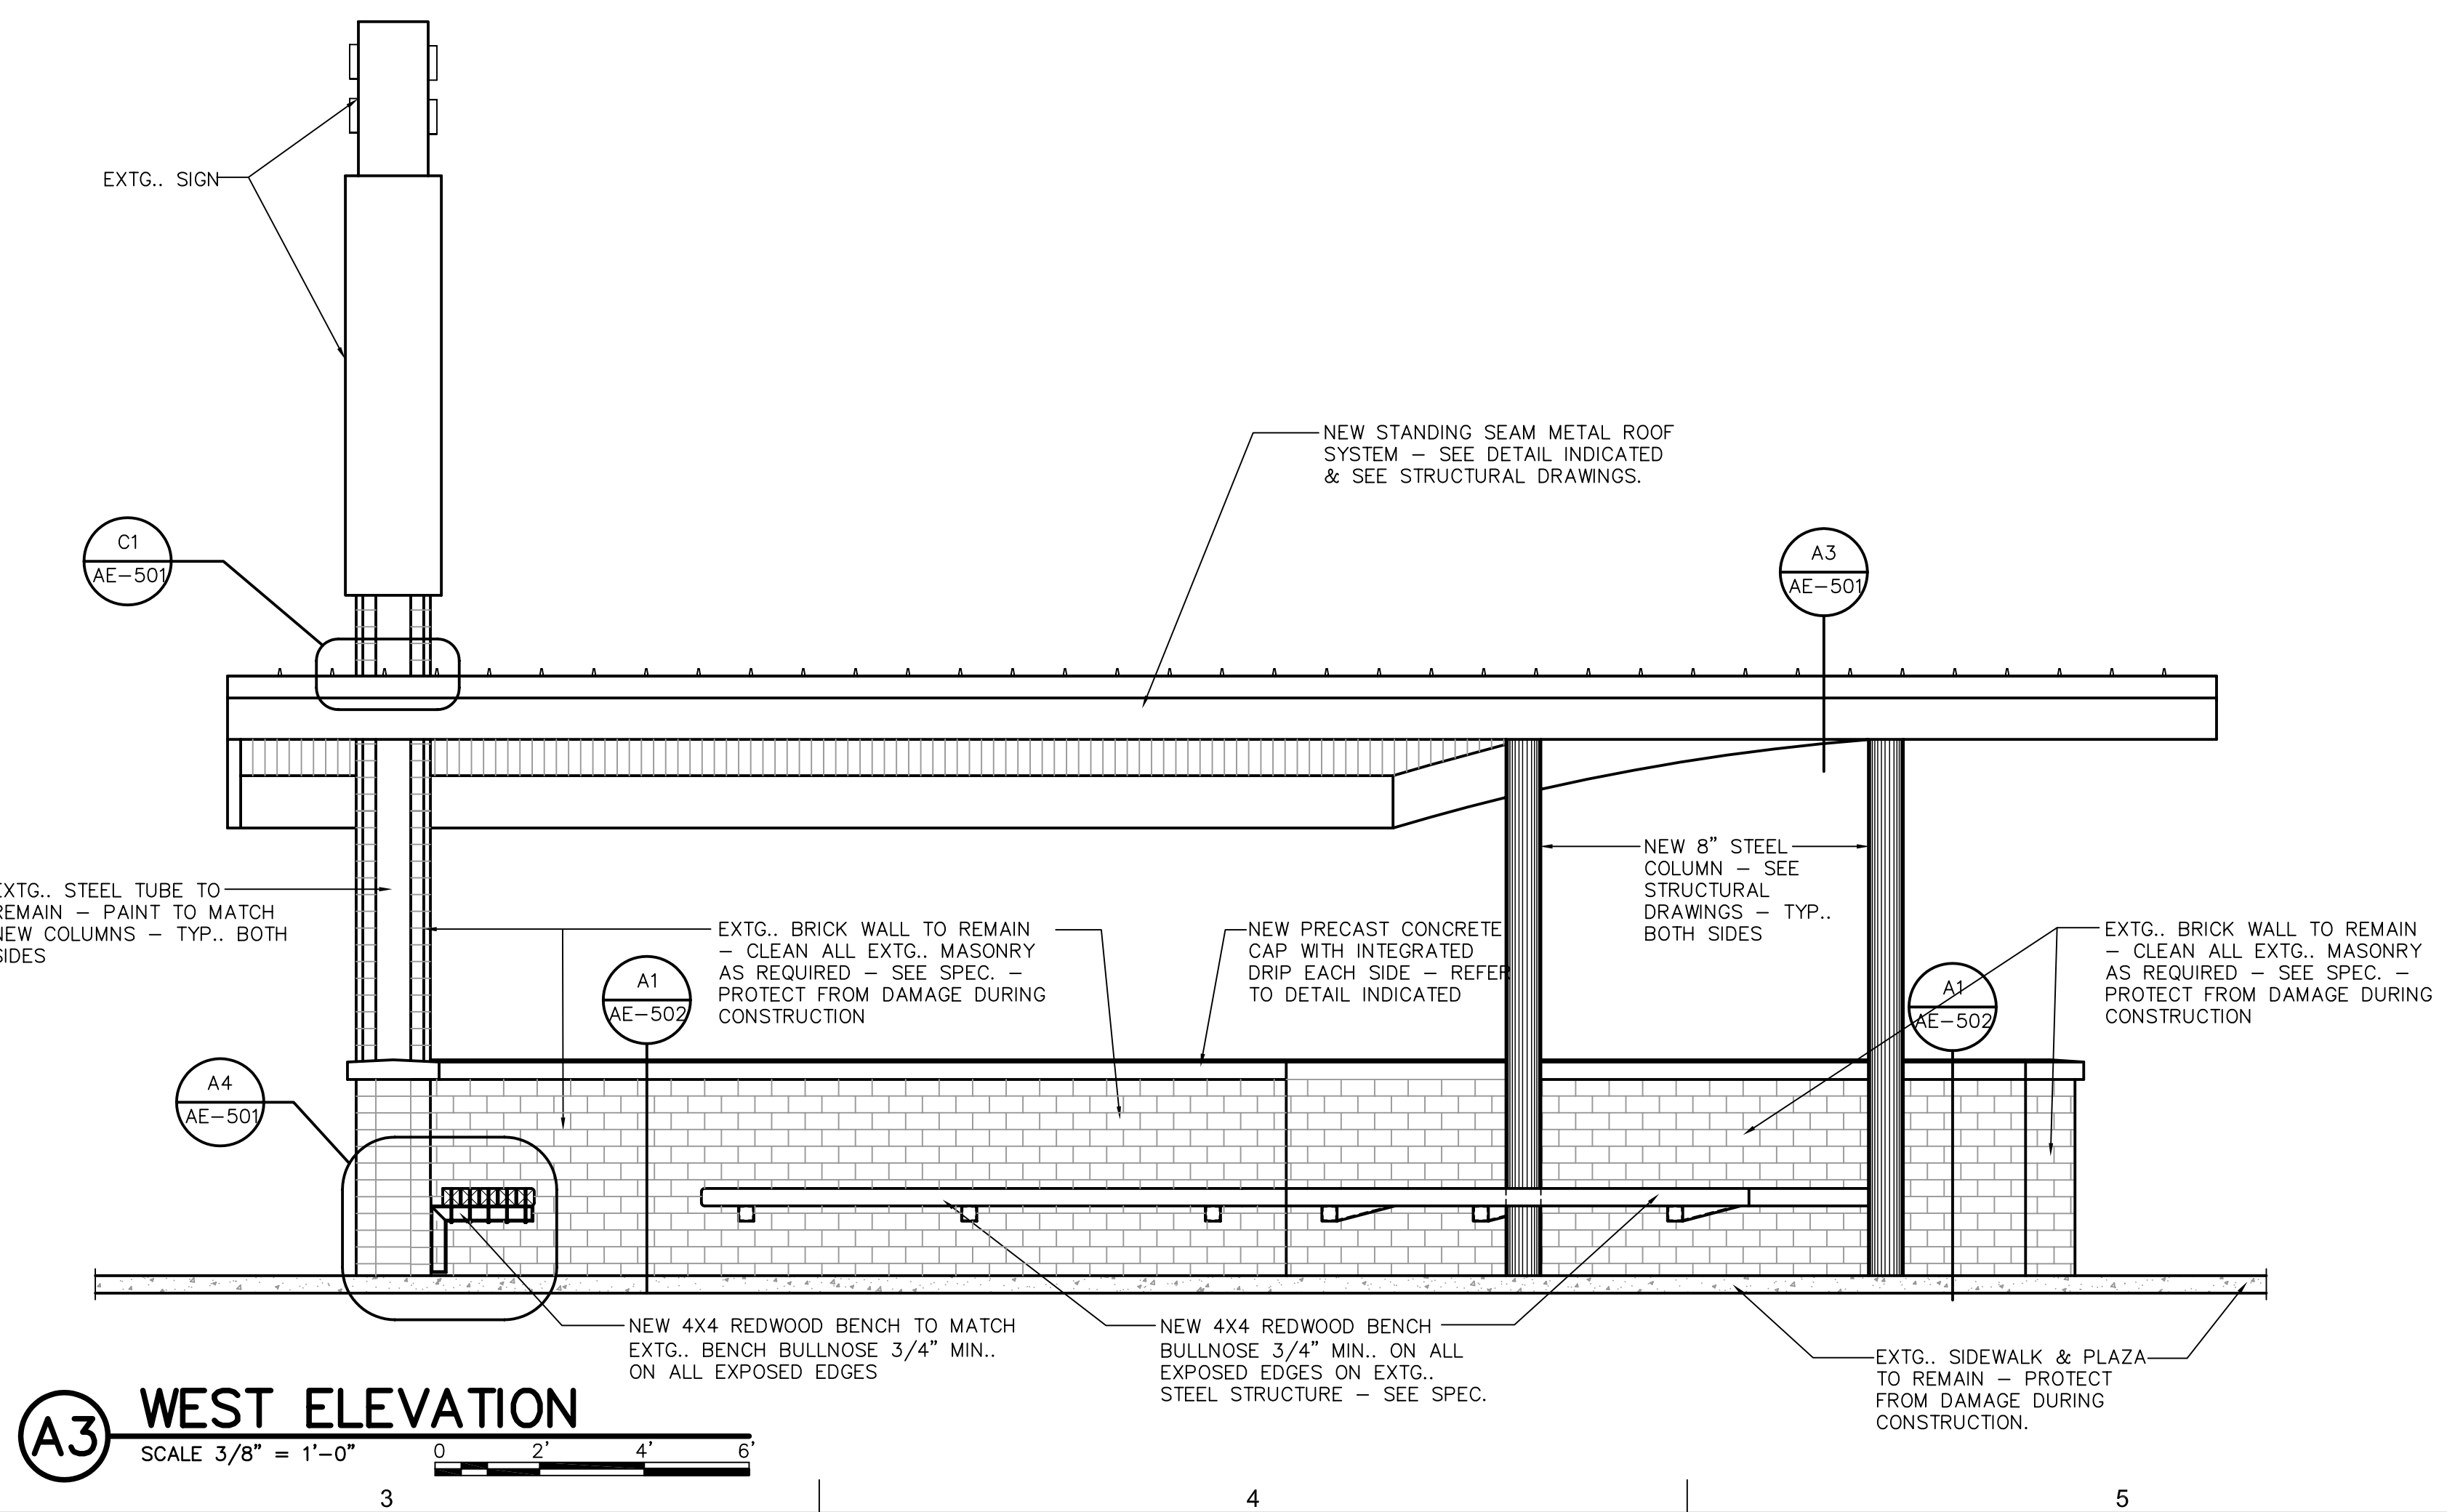 EXTG.. SIGN
NEW STANDING SEAM METAL ROOF
SYSTEM – SEE DETAIL INDICATED
& SEE STRUCTURAL DRAWINGS.
C1
AE–501
A3
AE–501
NEW 8" STEEL
COLUMN – SEE
STRUCTURAL
DRAWINGS – TYP..
BOTH SIDES
EXTG.. STEEL TUBE TO
REMAIN – PAINT TO MATCH
NEW COLUMNS – TYP.. BOTH
SIDES
EXTG.. BRICK WALL TO REMAIN
– CLEAN ALL EXTG.. MASONRY
AS REQUIRED – SEE SPEC. –
PROTECT FROM DAMAGE DURING
CONSTRUCTION
NEW PRECAST CONCRETE
CAP WITH INTEGRATED
DRIP EACH SIDE – REFER
TO DETAIL INDICATED
EXTG.. BRICK WALL TO REMAIN
– CLEAN ALL EXTG.. MASONRY
AS REQUIRED – SEE SPEC. –
PROTECT FROM DAMAGE DURING
CONSTRUCTION
A1
AE–502
A1
AE–502
A4
AE–501
NEW 4X4 REDWOOD BENCH TO MATCH
EXTG.. BENCH BULLNOSE 3/4" MIN..
ON ALL EXPOSED EDGES
NEW 4X4 REDWOOD BENCH
BULLNOSE 3/4" MIN.. ON ALL
EXPOSED EDGES ON EXTG..
STEEL STRUCTURE – SEE SPEC.
EXTG.. SIDEWALK & PLAZA
TO REMAIN – PROTECT
FROM DAMAGE DURING
CONSTRUCTION.
A3
WEST ELEVATION
SCALE 3/8" = 1'–0"
0 2' 4' 6'
3 4 5